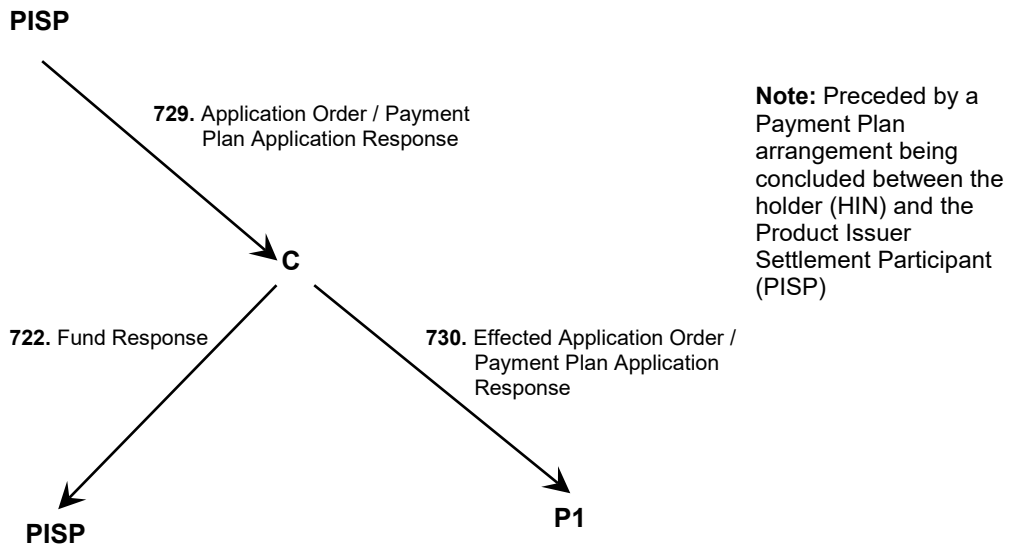 PISP
729. Application Order / Payment
Plan Application Response
Note: Preceded by a
Payment Plan
arrangement being
concluded between the
holder (HIN) and the
Product Issuer
Settlement Participant
(PISP)
C
722. Fund Response
730. Effected Application Order /
Payment Plan Application
Response
PISP
P1